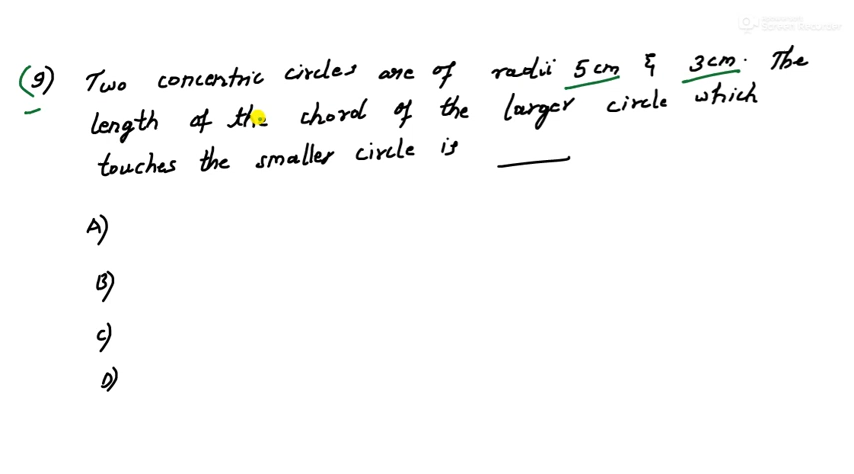 (9) Two concentric circles are of radii 5 cm & 3 cm. The
length of the chord of the larger circle which
touches the smaller circle is ____
A)
B)
C)
D)